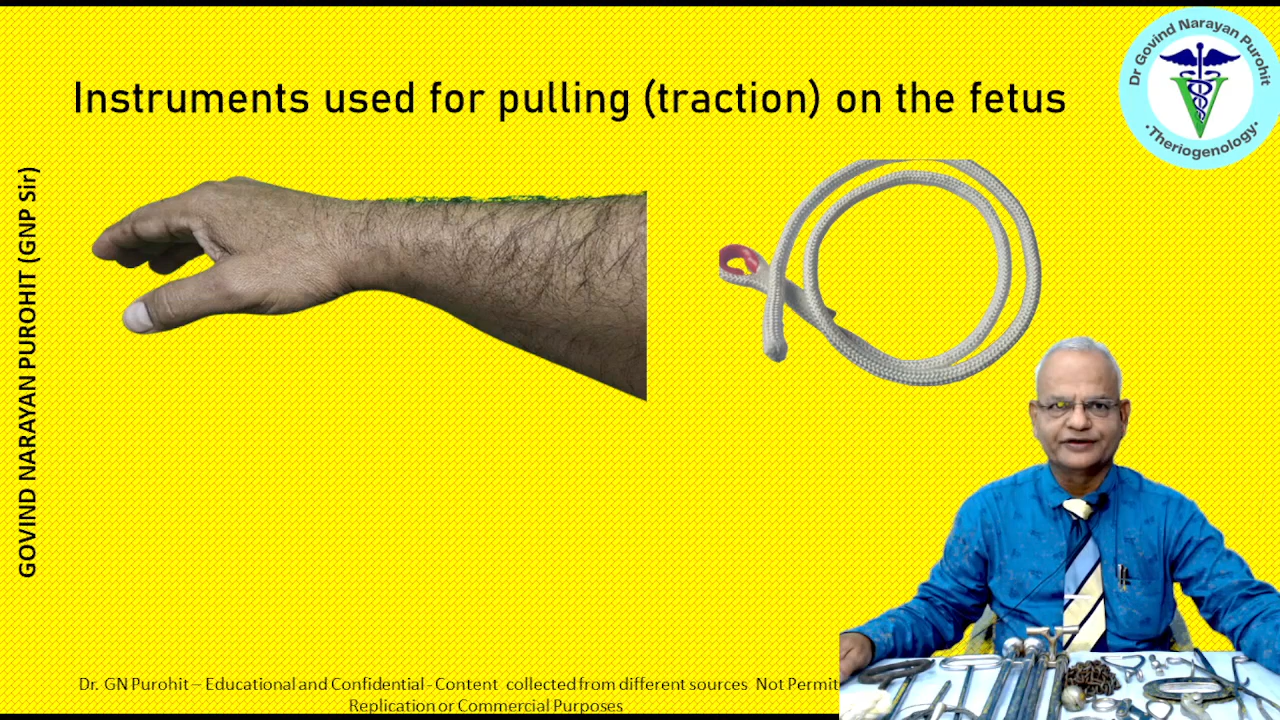 Instruments used for pulling (traction) on the fetus
Dr Govind Narayan Purohit
• Theriogenology •
GOVIND NARAYAN PUROHIT (GNP Sir)
Dr. GN Purohit – Educational and Confidential - Content collected from different sources Not Permit
Replication or Commercial Purposes